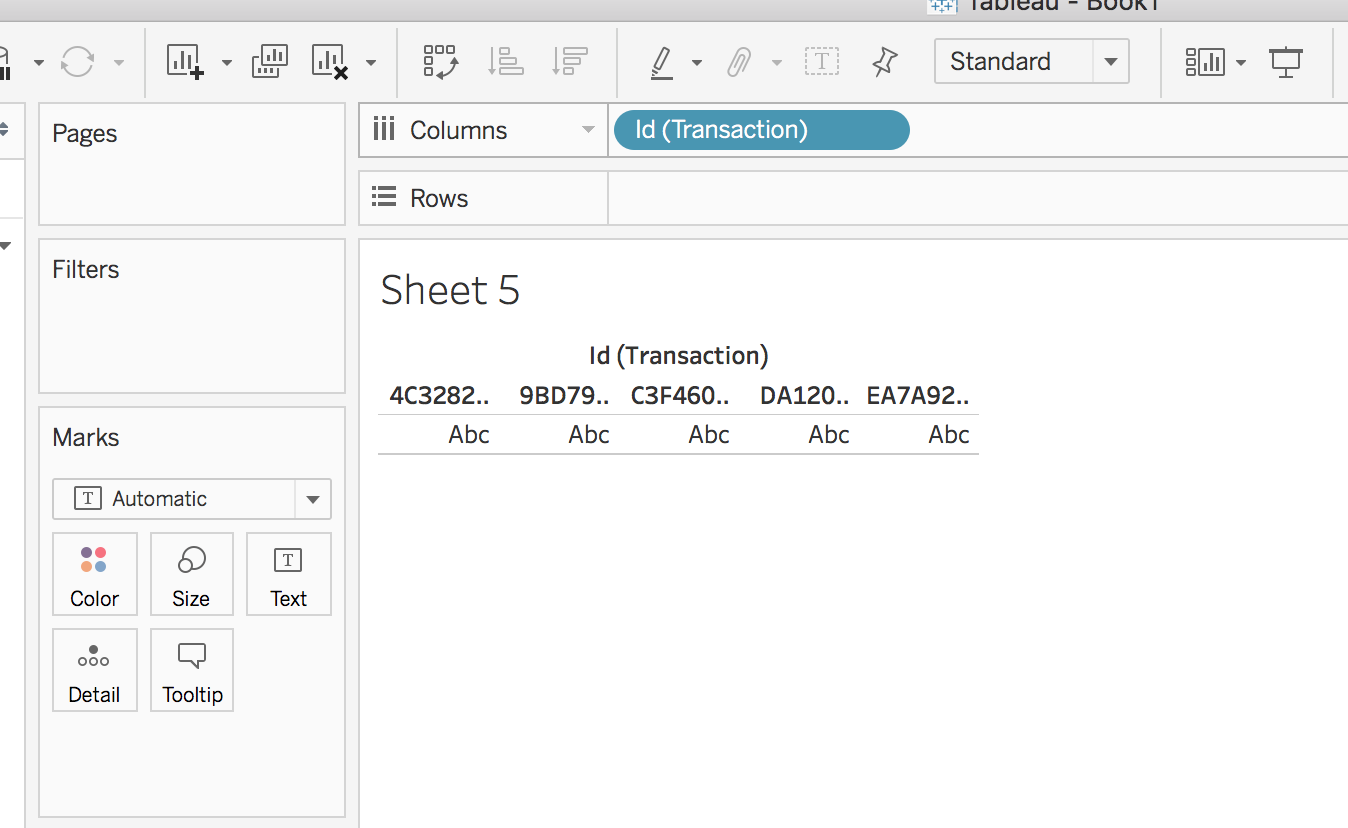 Tableau - Book1
Standard
Pages
Columns
Id (Transaction)
Rows
Filters
Sheet 5
Id (Transaction)
4C3282.. 9BD79.. C3F460.. DA120.. EA7A92..
Abc Abc Abc Abc Abc
Marks
T Automatic
Color Size Text
Detail Tooltip